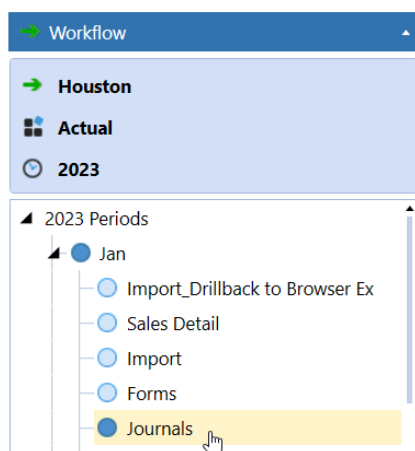 Workflow
Houston
Actual
2023
2023 Periods
Jan
Import_Drillback to Browser Ex
Sales Detail
Import
Forms
Journals